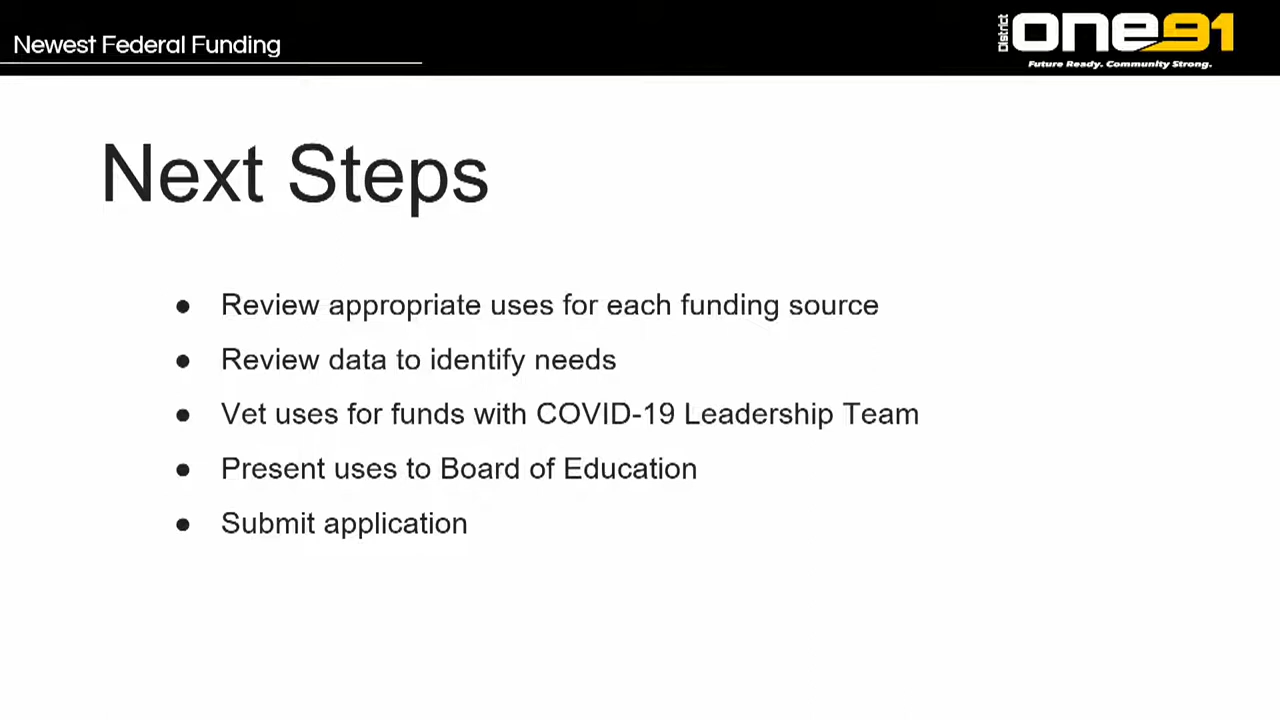 Newest Federal Funding
District one91
Future Ready. Community Strong.
Next Steps
● Review appropriate uses for each funding source
● Review data to identify needs
● Vet uses for funds with COVID-19 Leadership Team
● Present uses to Board of Education
● Submit application